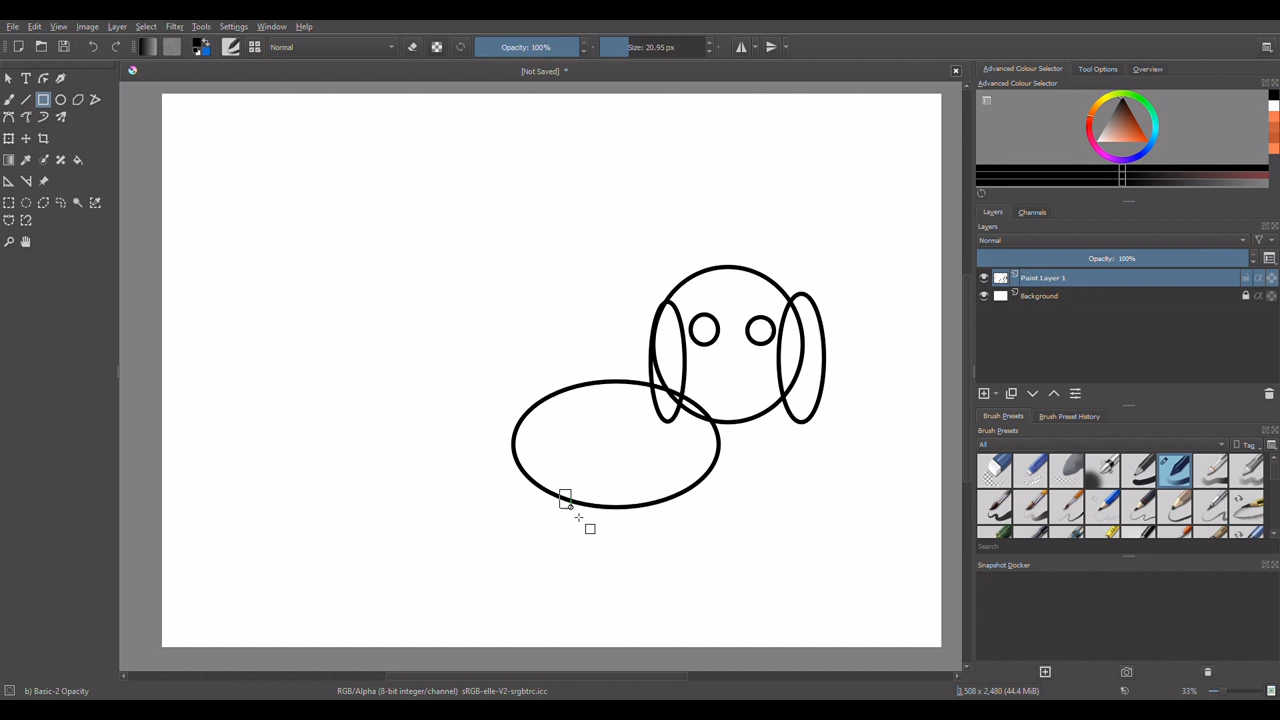 File Edit View Image Layer Select Filter Tools Settings Window Help
Normal Opacity: 100% Size: 20.95 px
[Not Saved] *
Advanced Colour Selector Tool Options Overview
Advanced Colour Selector
Layers Channels
Layers
Normal
Opacity: 100%
Paint Layer 1
Background
Brush Presets Brush Preset History
Brush Presets
All Tag
Search
Snapshot Docker
b) Basic-2 Opacity RGB/Alpha (8-bit integer/channel) sRGB-elle-V2-srgbtrc.icc 3,508 x 2,480 (44.4 MiB) 33%